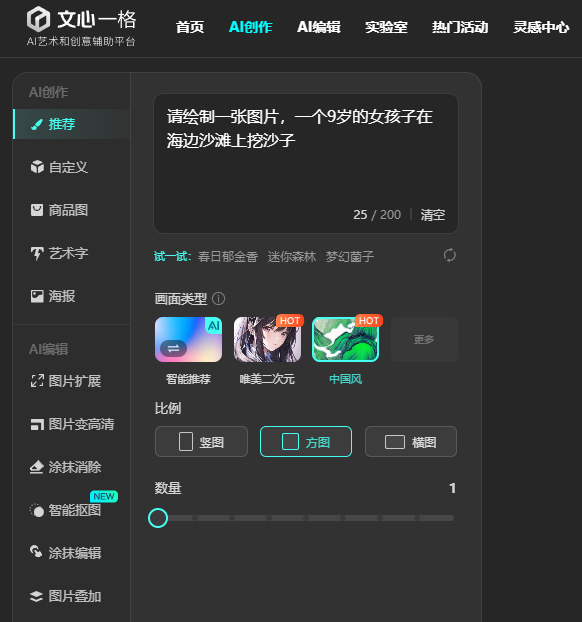 文心一格
AI艺术和创意辅助平台
首页 AI创作 AI编辑 实验室 热门活动 灵感中心
AI创作
推荐
自定义
商品图
艺术字
海报
AI编辑
图片扩展
图片变高清
涂抹消除
NEW
智能抠图
涂抹编辑
图片叠加
请绘制一张图片，一个9岁的女孩子在
海边沙滩上挖沙子
25 / 200 清空
试一试: 春日郁金香 迷你森林 梦幻菌子
画面类型
AI HOT HOT 更多
智能推荐 唯美二次元 中国风
比例
竖图 方图 横图
数量 1